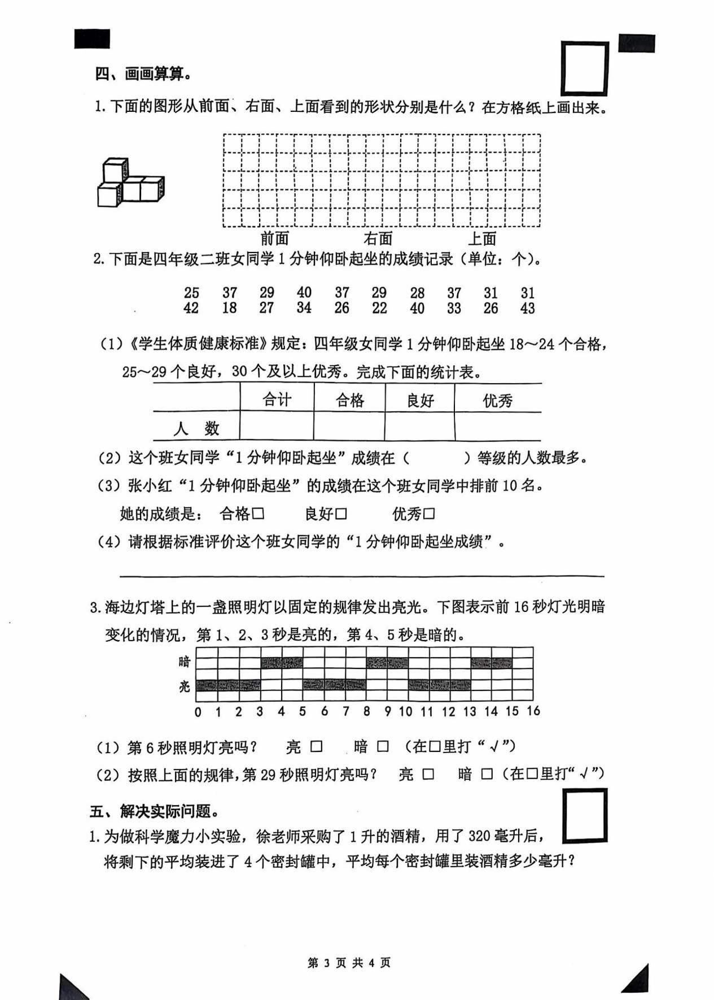 四、画画算算。
1. 下面的图形从前面、右面、上面看到的形状分别是什么？在方格纸上画出来。
前面 右面 上面
2. 下面是四年级二班女同学 1 分钟仰卧起坐的成绩记录（单位：个）。
25 37 29 40 37 29 28 37 31 31
42 18 27 34 26 22 40 33 26 43
（1）《学生体质健康标准》规定：四年级女同学 1 分钟仰卧起坐 18～24 个合格，
25～29 个良好，30 个及以上优秀。完成下面的统计表。
合计 合格 良好 优秀
人 数
（2）这个班女同学“1 分钟仰卧起坐”成绩在（ ）等级的人数最多。
（3）张小红“1 分钟仰卧起坐”的成绩在这个班女同学中排前 10 名。
她的成绩是： 合格□ 良好□ 优秀□
（4）请根据标准评价这个班女同学的“1 分钟仰卧起坐成绩”。
3. 海边灯塔上的一盏照明灯以固定的规律发出亮光。下图表示前 16 秒灯光明暗
变化的情况，第 1、2、3 秒是亮的，第 4、5 秒是暗的。
暗
亮
0 1 2 3 4 5 6 7 8 9 10 11 12 13 14 15 16
（1）第 6 秒照明灯亮吗？ 亮 □ 暗 □ （在□里打“√”）
（2）按照上面的规律，第 29 秒照明灯亮吗？ 亮 □ 暗 □（在□里打“√”）
五、解决实际问题。
1. 为做科学魔力小实验，徐老师采购了 1 升的酒精，用了 320 毫升后，
将剩下的平均装进了 4 个密封罐中，平均每个密封罐里装酒精多少毫升？
第 3 页 共 4 页